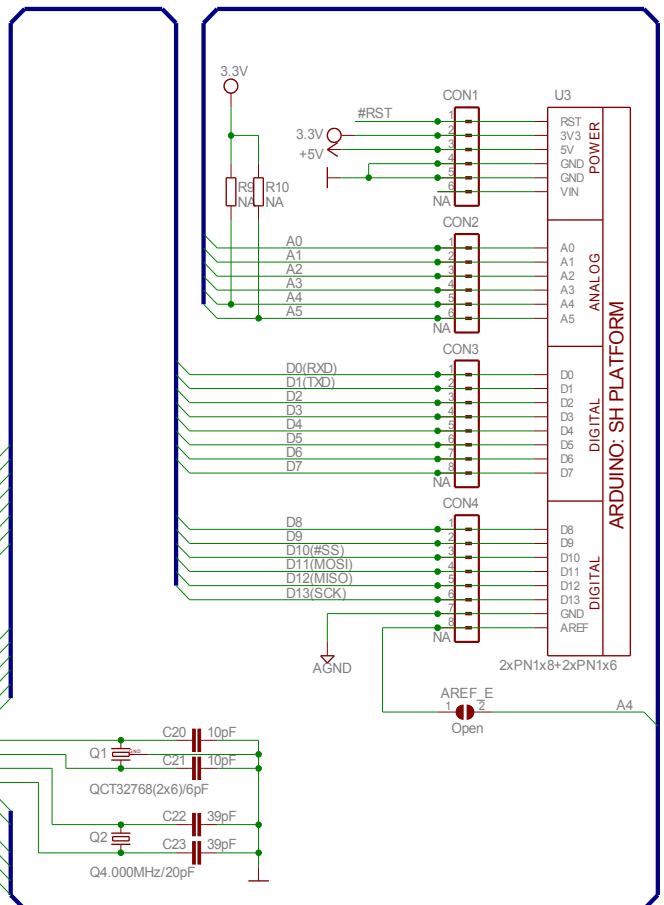 3.3V
CON1
U3
#RST
1
RST
3.3V
2
3V3
+5V
3
5V
4
GND
5
GND
6
VIN
NA
POWER
R9
NA
R10
NA
CON2
A0
1
A0
A1
2
A1
A2
3
A2
A3
4
A3
A4
5
A4
A5
6
A5
NA
ANALOG
CON3
D0(RXD)
1
D0
D1(TXD)
2
D1
D2
3
D2
D3
4
D3
D4
5
D4
D5
6
D5
D6
7
D6
D7
8
D7
NA
DIGITAL
ARDUINO: SH PLATFORM
CON4
D8
1
D8
D9
2
D9
D10(#SS)
3
D10
D11(MOSI)
4
D11
D12(MISO)
5
D12
D13(SCK)
6
D13
7
GND
8
AREF
NA
DIGITAL
AGND
2xPN1x8+2xPN1x6
AREF_E
1
2
Open
A4
C20
10pF
Q1
GND
C21
10pF
QCT32768(2x6)/6pF
C22
39pF
Q2
C23
39pF
Q4.000MHz/20pF